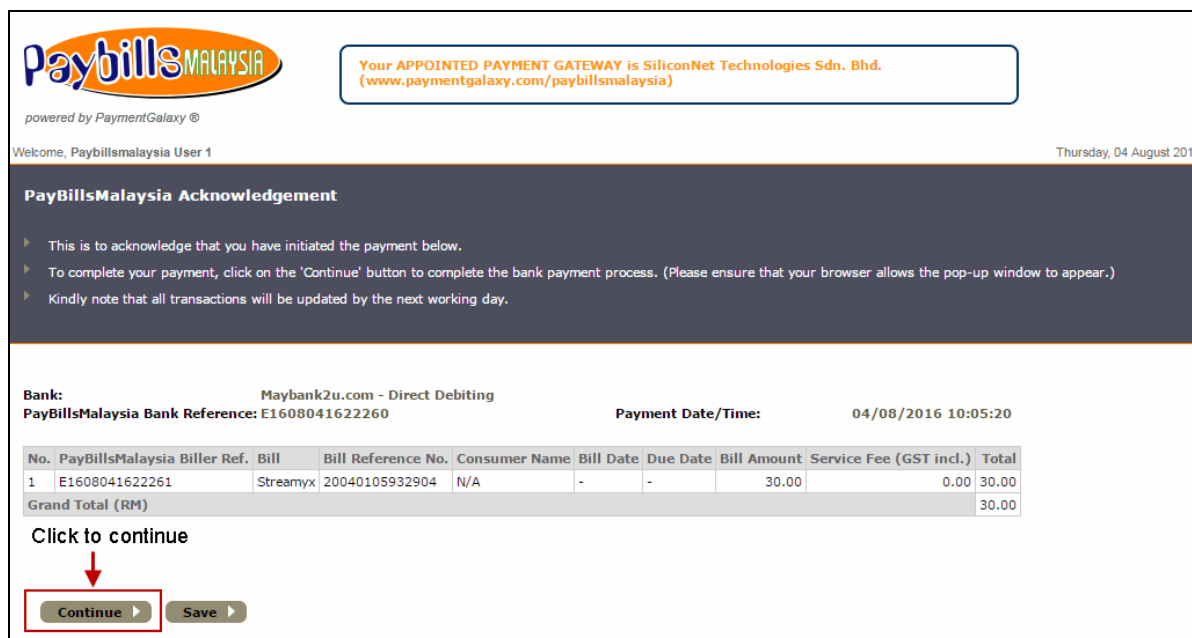 PaybillsMALAYSIA
Your APPOINTED PAYMENT GATEWAY is SiliconNet Technologies Sdn. Bhd.
(www.paymentgalaxy.com/paybillsmalaysia)
powered by PaymentGalaxy ®
Welcome, Paybillsmalaysia User 1 Thursday, 04 August 201
PayBillsMalaysia Acknowledgement
This is to acknowledge that you have initiated the payment below.
To complete your payment, click on the 'Continue' button to complete the bank payment process. (Please ensure that your browser allows the pop-up window to appear.)
Kindly note that all transactions will be updated by the next working day.
Bank: Maybank2u.com - Direct Debiting
PayBillsMalaysia Bank Reference: E1608041622260 Payment Date/Time: 04/08/2016 10:05:20
No. PayBillsMalaysia Biller Ref. Bill Bill Reference No. Consumer Name Bill Date Due Date Bill Amount Service Fee (GST incl.) Total
1 E1608041622261 Streamyx 20040105932904 N/A - - 30.00 0.00 30.00
Grand Total (RM) 30.00
Click to continue
Continue Save